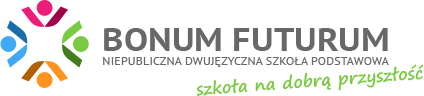 BONUM FUTURUM
NIEPUBLICZNA DWUJĘZYCZNA SZKOŁA PODSTAWOWA
szkoła na dobrą przyszłość